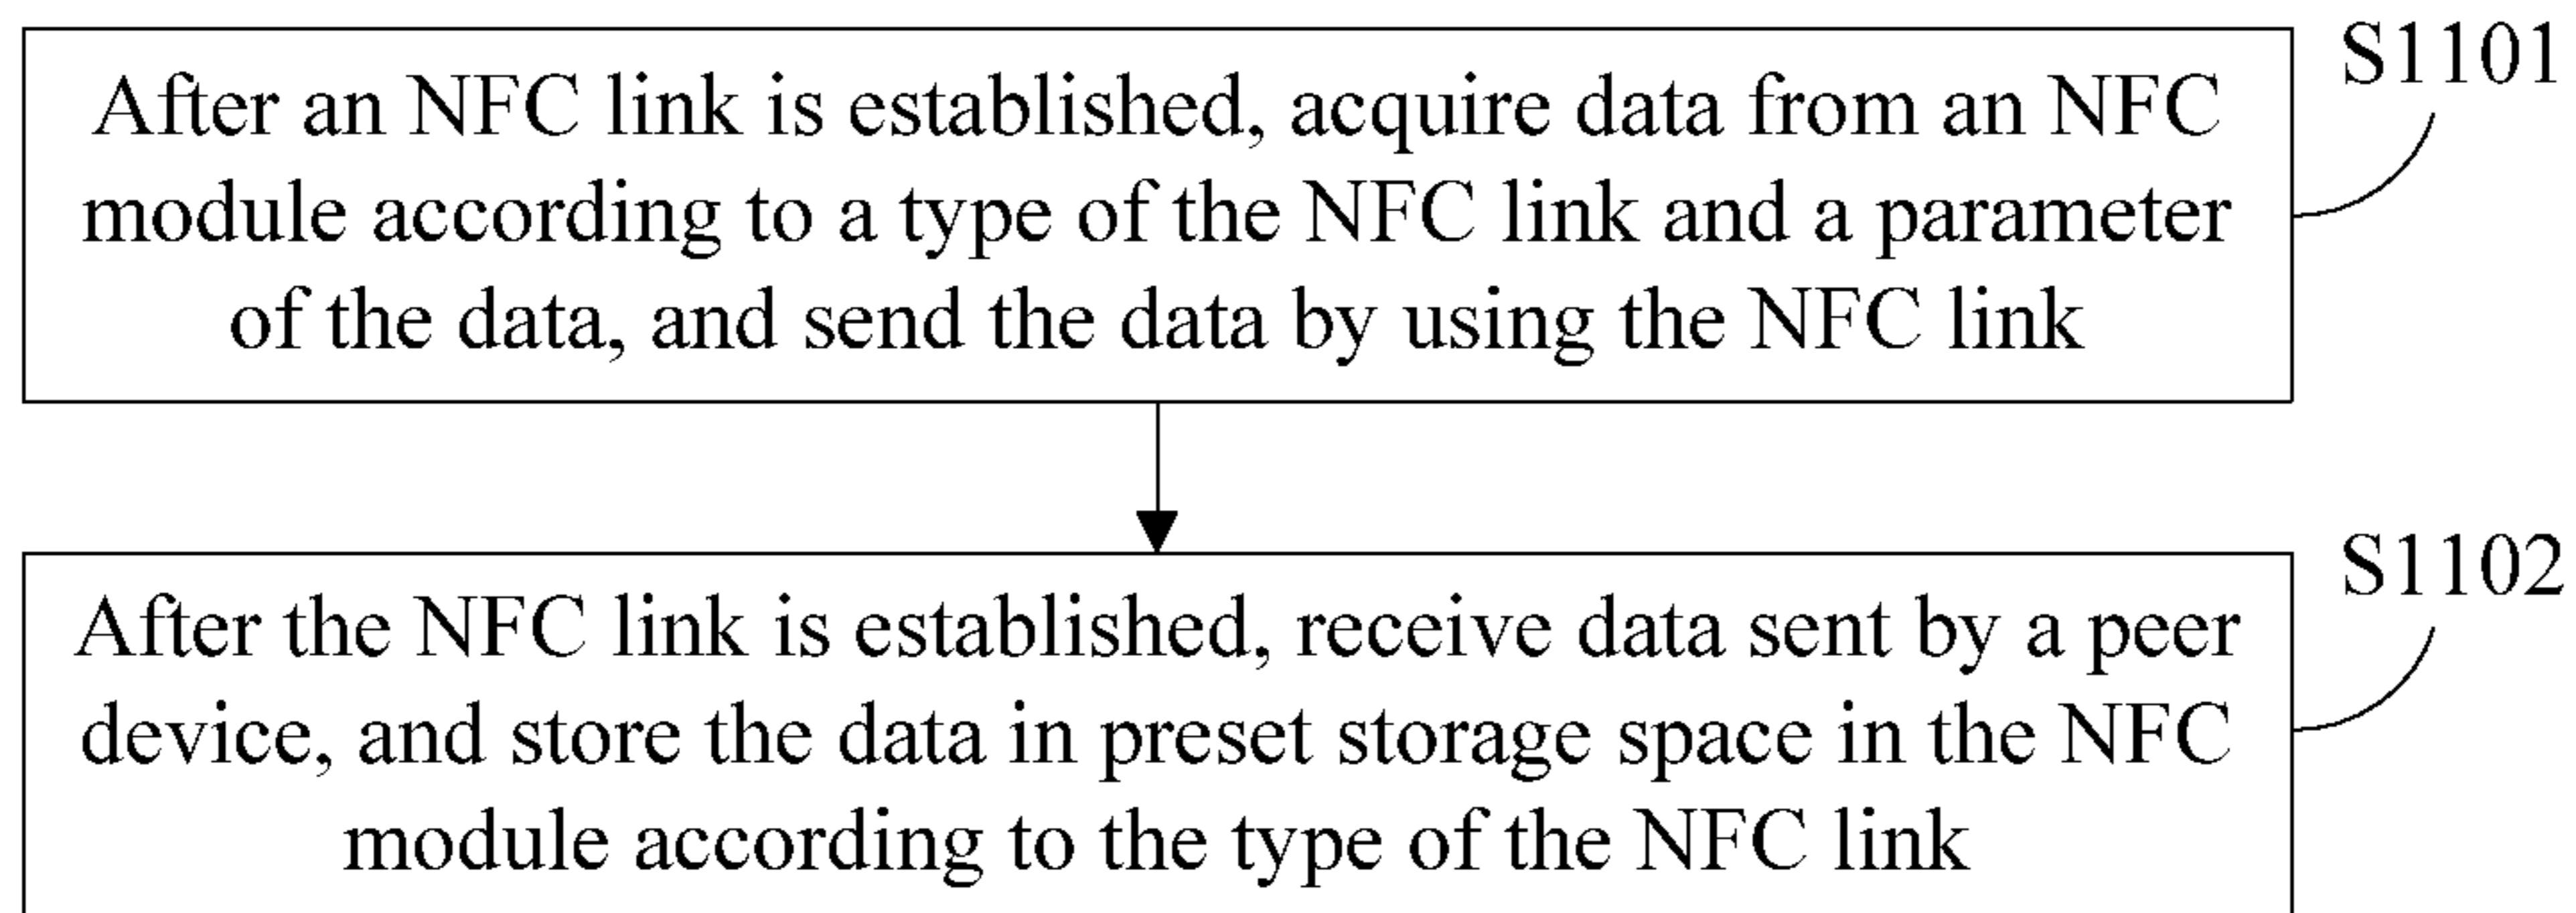 After an NFC link is established, acquire data from an NFC
module according to a type of the NFC link and a parameter
of the data, and send the data by using the NFC link
S1101
After the NFC link is established, receive data sent by a peer
device, and store the data in preset storage space in the NFC
module according to the type of the NFC link
S1102